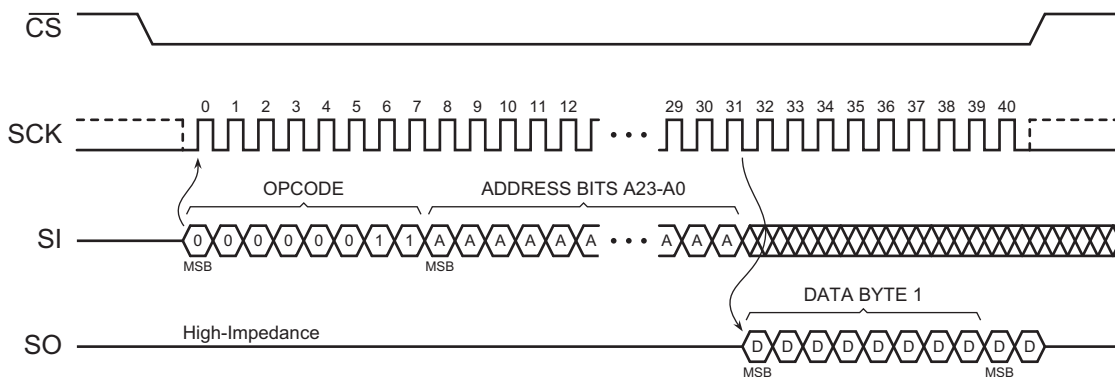 CS
0 1 2 3 4 5 6 7 8 9 10 11 12 29 30 31 32 33 34 35 36 37 38 39 40
SCK
OPCODE ADDRESS BITS A23-A0
SI 0 0 0 0 0 0 1 1 A A A A A A A A A
MSB MSB
DATA BYTE 1
High-Impedance
SO D D D D D D D D D D
MSB MSB